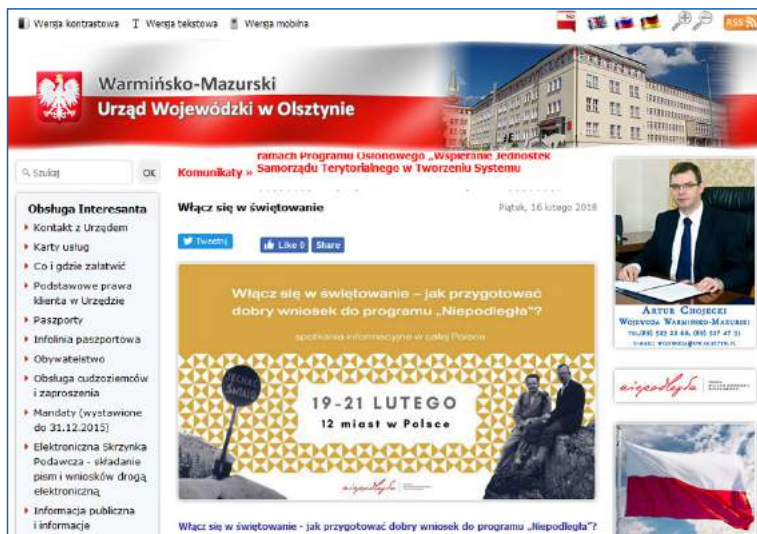 Wersja kontrastowa
Wersja tekstowa
Wersja mobilna
RSS
Warmińsko-Mazurski
Urząd Wojewódzki w Olsztynie
Szukaj
OK
Komunikaty »
ramach Programu Osłonowego „Wspieranie Jednostek
Samorządu Terytorialnego w Tworzeniu Systemu
Obsługa Interesanta
Kontakt z Urzędem
Karty usług
Co i gdzie załatwić
Podstawowe prawa
klienta w Urzędzie
Paszporty
Infolinia paszportowa
Obywatelstwo
Obsługa cudzoziemców
i zaproszenia
Mandaty (wystawione
do 31.12.2015)
Elektroniczna Skrzynka
Podawcza - składanie
pism i wniosków drogą
elektroniczną
Informacja publiczna
i informacje
Włącz się w świętowanie
Piątek, 16 lutego 2018
Tweetnij
Like 0
Share
Włącz się w świętowanie – jak przygotować
dobry wniosek do programu „Niepodległa"?
spotkania informacyjne w całej Polsce
JECHAĆ
19-21 LUTEGO
12 miast w Polsce
niepodległa
Włącz się w świętowanie - jak przygotować dobry wniosek do programu „Niepodległa"?
ARTUR CHOJECKI
WOJEWODA WARMIŃSKO-MAZURSKI
niepodległa